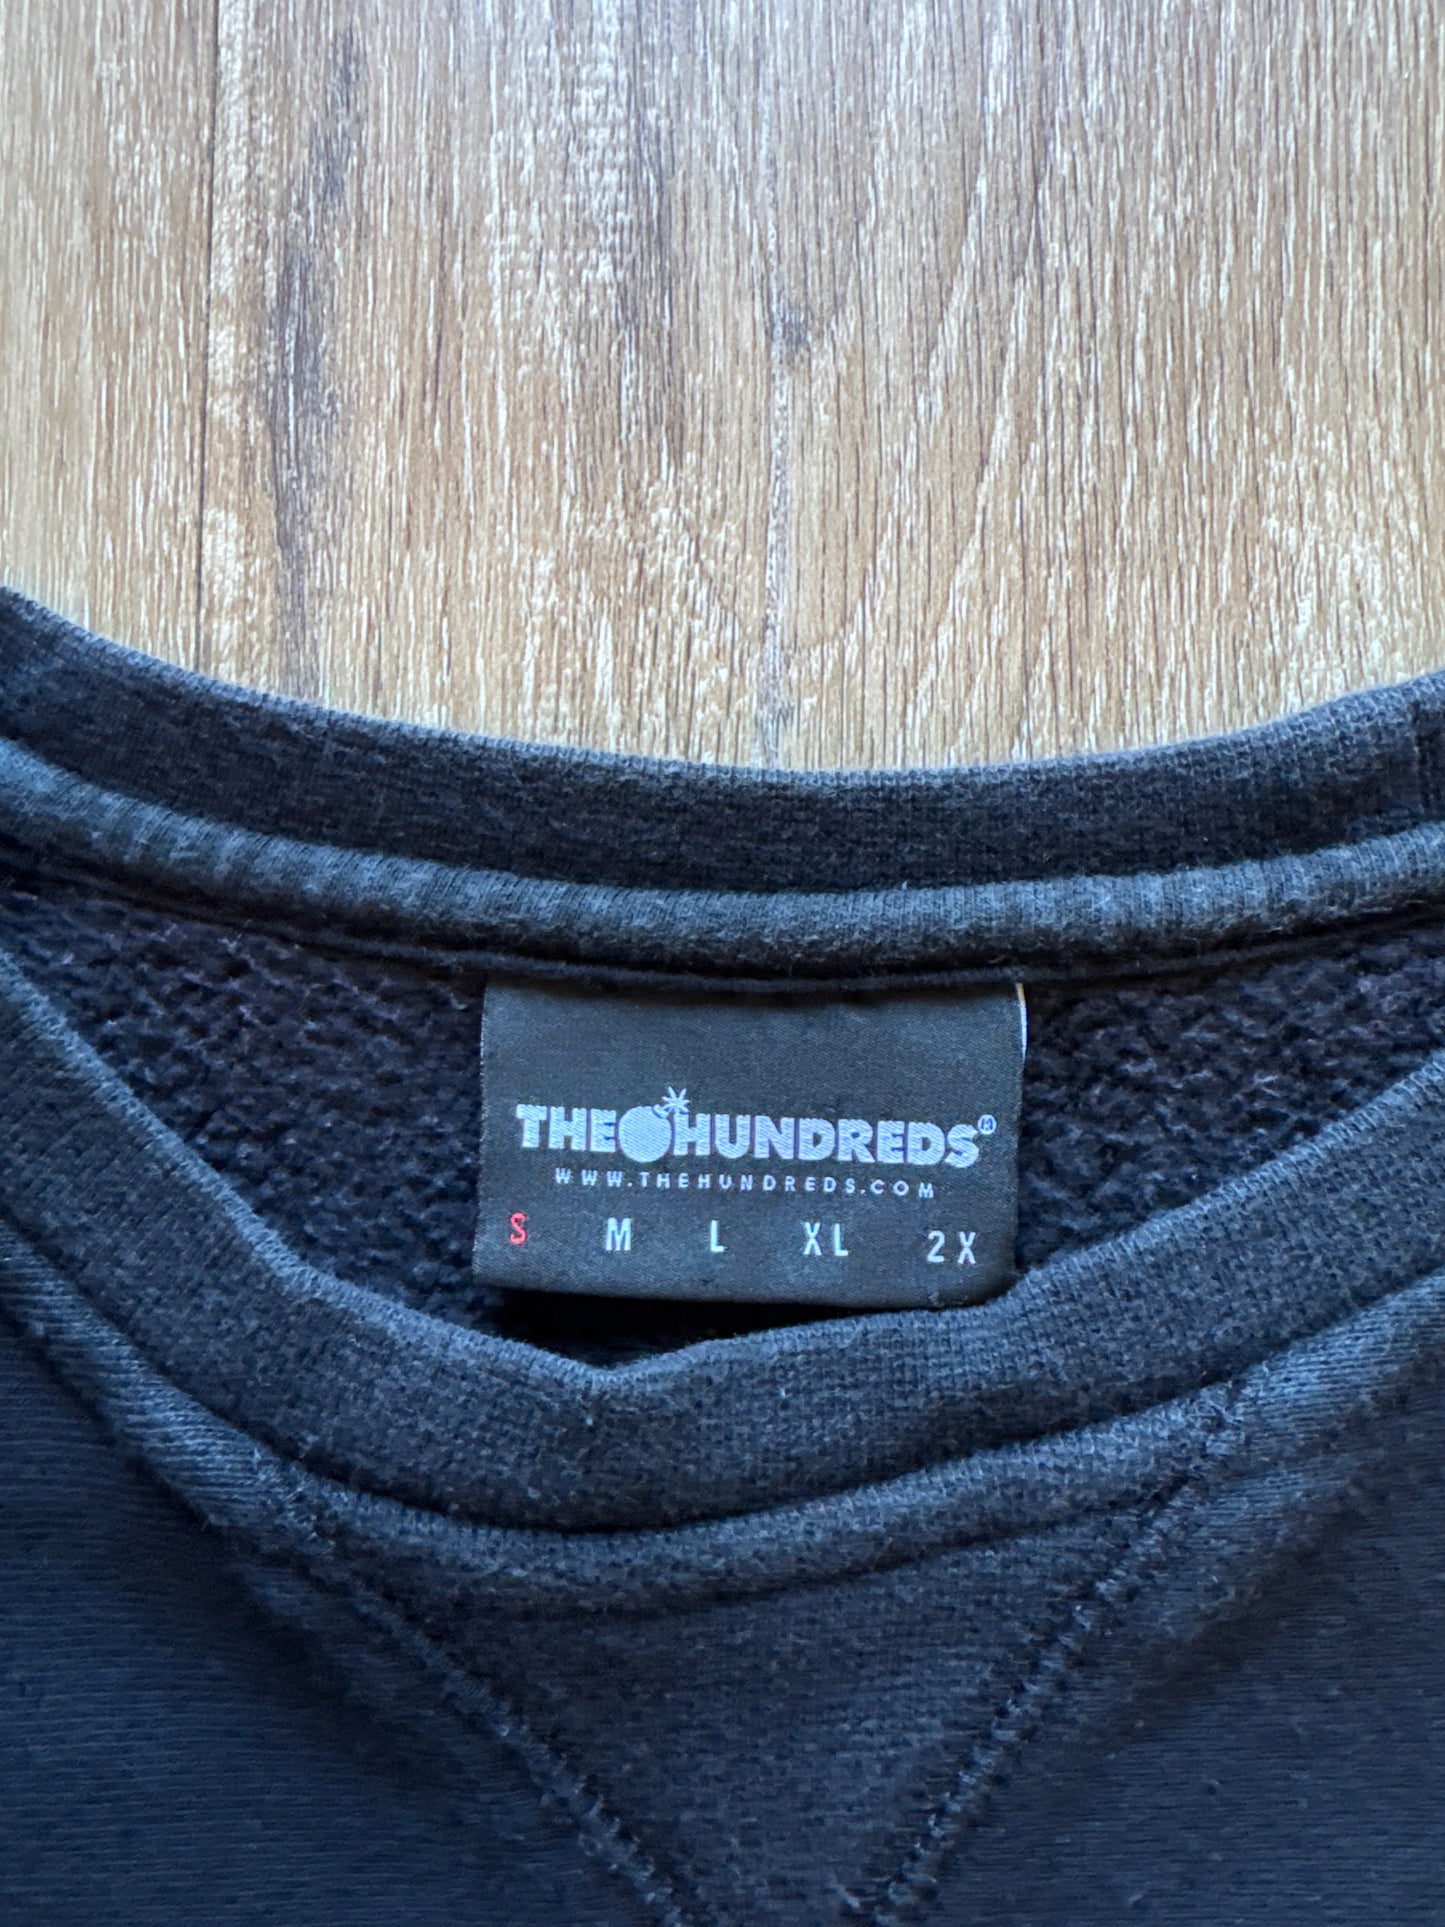 THE HUNDREDS®
WWW.THEHUNDREDS.COM
S M L XL 2X